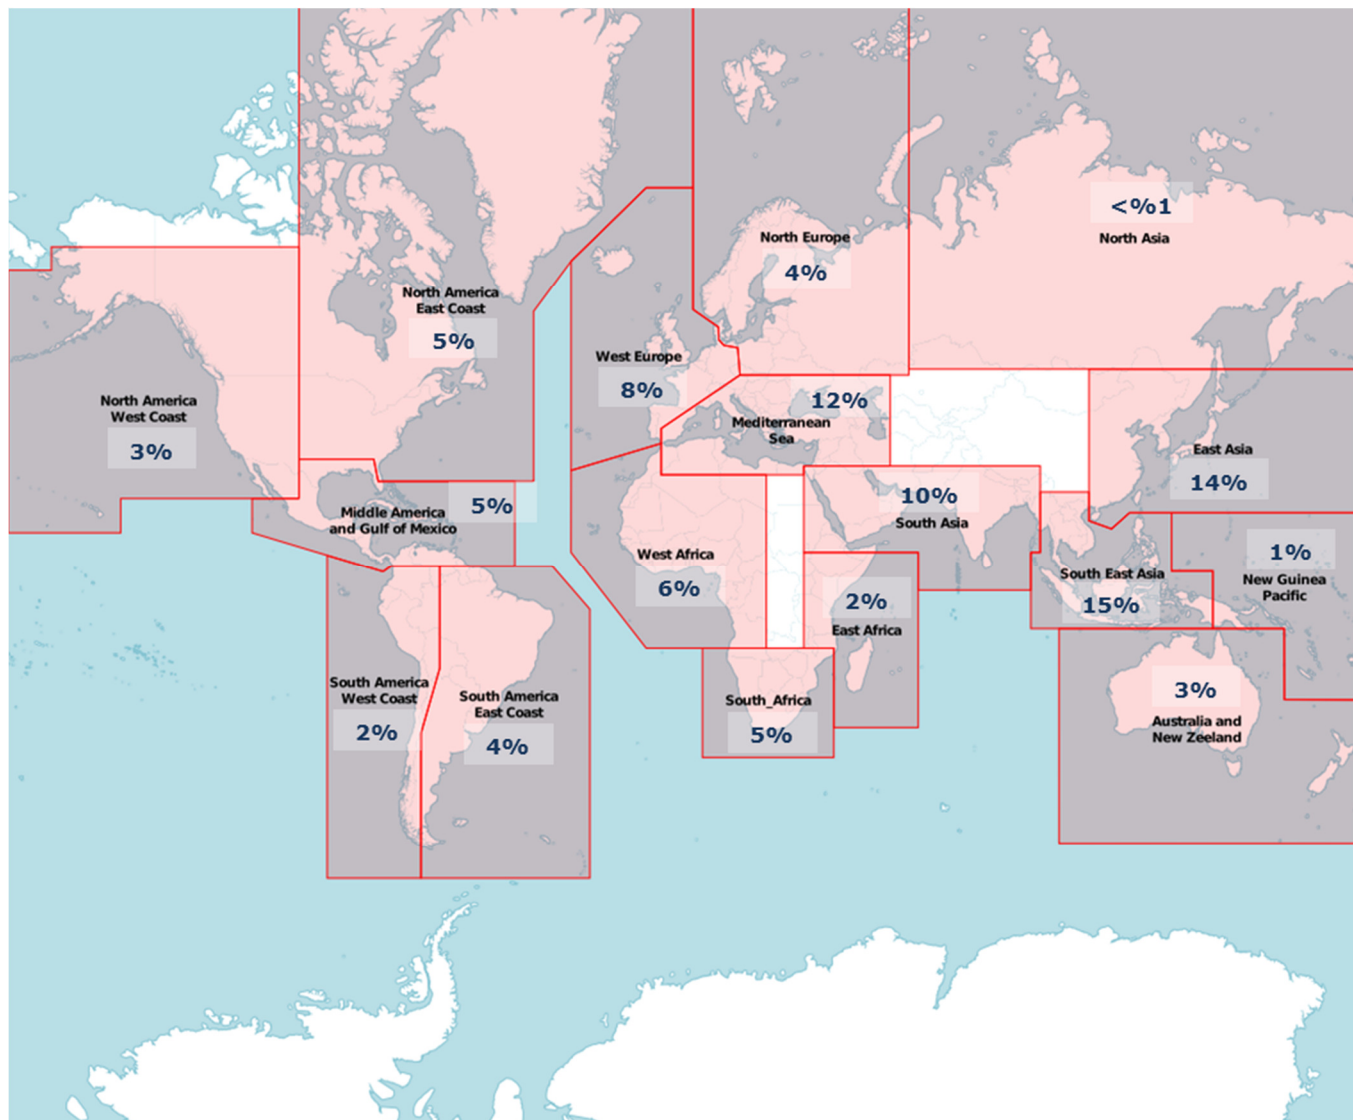 <%1
North Asia
North Europe
4%
North America
East Coast
5%
West Europe
8%
12%
Mediterranean
Sea
North America
West Coast
3%
East Asia
14%
Middle America
and Gulf of Mexico
5%
10%
South Asia
West Africa
6%
1%
New Guinea
Pacific
South East Asia
15%
2%
East Africa
South America
West Coast
2%
South America
East Coast
4%
South_Africa
5%
3%
Australia and
New Zeeland